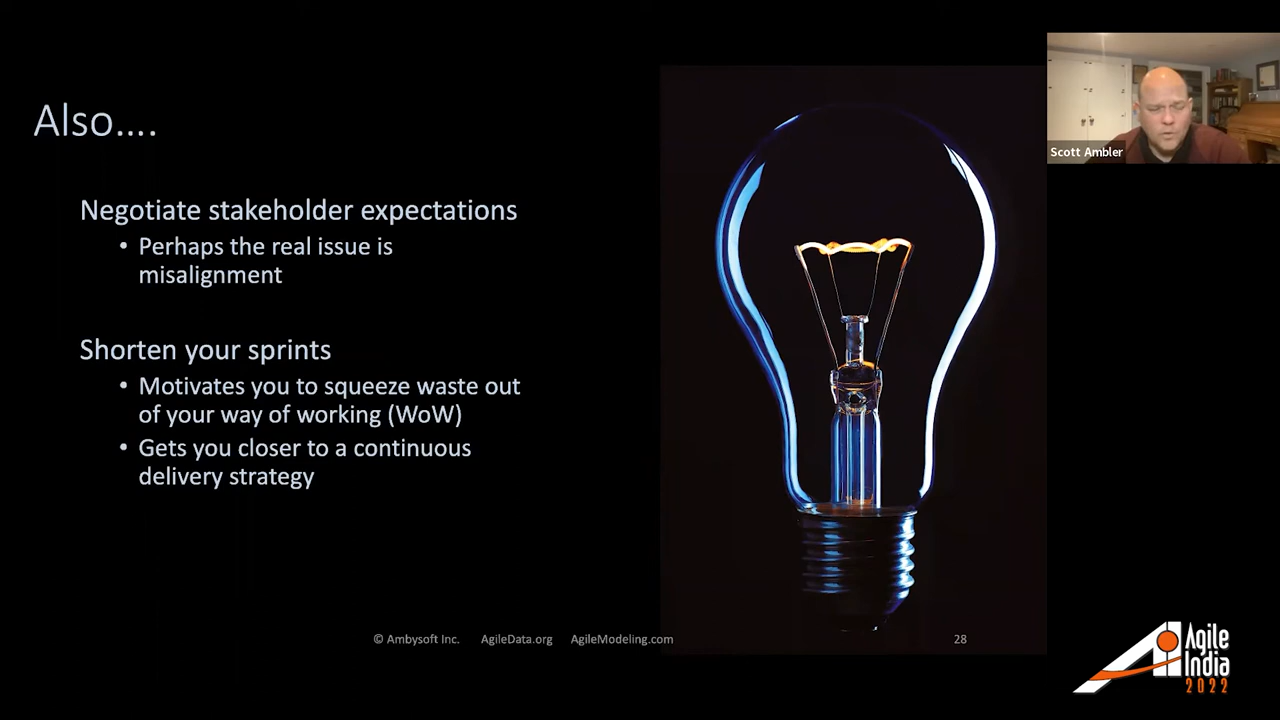 Also....
Negotiate stakeholder expectations
• Perhaps the real issue is
misalignment
Shorten your sprints
• Motivates you to squeeze waste out
of your way of working (WoW)
• Gets you closer to a continuous
delivery strategy
© Ambysoft Inc. AgileData.org AgileModeling.com
28
Scott Ambler
Agile
India
2022